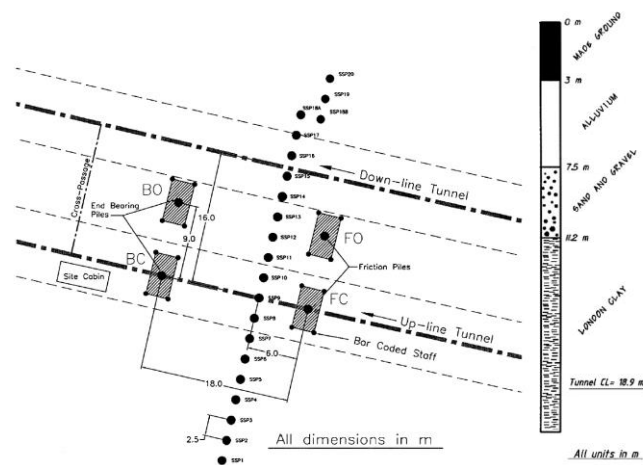 SSP20
SSP19
SSP18A
SSP18B
SSP17
SSP16
SSP15
SSP14
SSP13
SSP12
SSP11
SSP10
SSP9
SSP8
SSP7
SSP6
SSP5
SSP4
SSP3
SSP2
SSP1
Cross-Passage
BO
End Bearing
Piles
BC
Site Cabin
16.0
9.0
Down-line Tunnel
FO
Friction Piles
FC
Up-line Tunnel
Bar Coded Staff
6.0
18.0
2.5
All dimensions in m
0 m
MADE GROUND
3 m
ALLUVIUM
7.5 m
SAND AND GRAVEL
11.2 m
LONDON CLAY
Tunnel CL= 18.9 m
All units in m